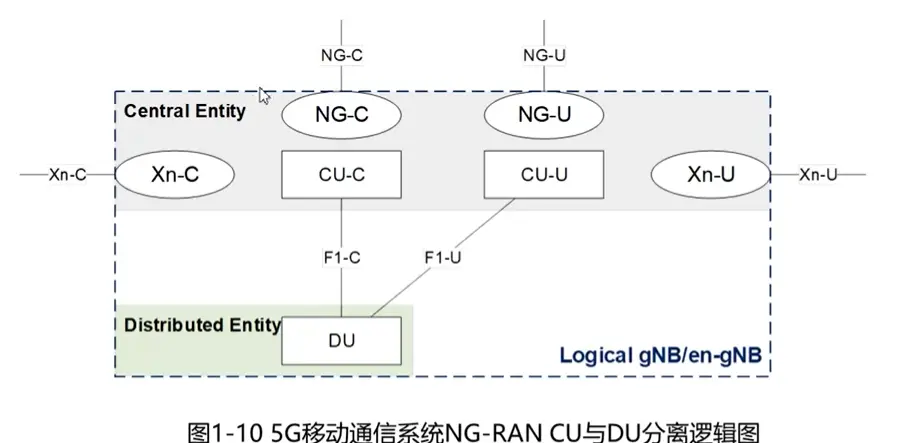 NG-C
NG-U
Central Entity
NG-C
NG-U
Xn-C
Xn-C
CU-C
CU-U
Xn-U
Xn-U
F1-C
F1-U
Distributed Entity
DU
Logical gNB/en-gNB
图1-10 5G移动通信系统NG-RAN CU与DU分离逻辑图